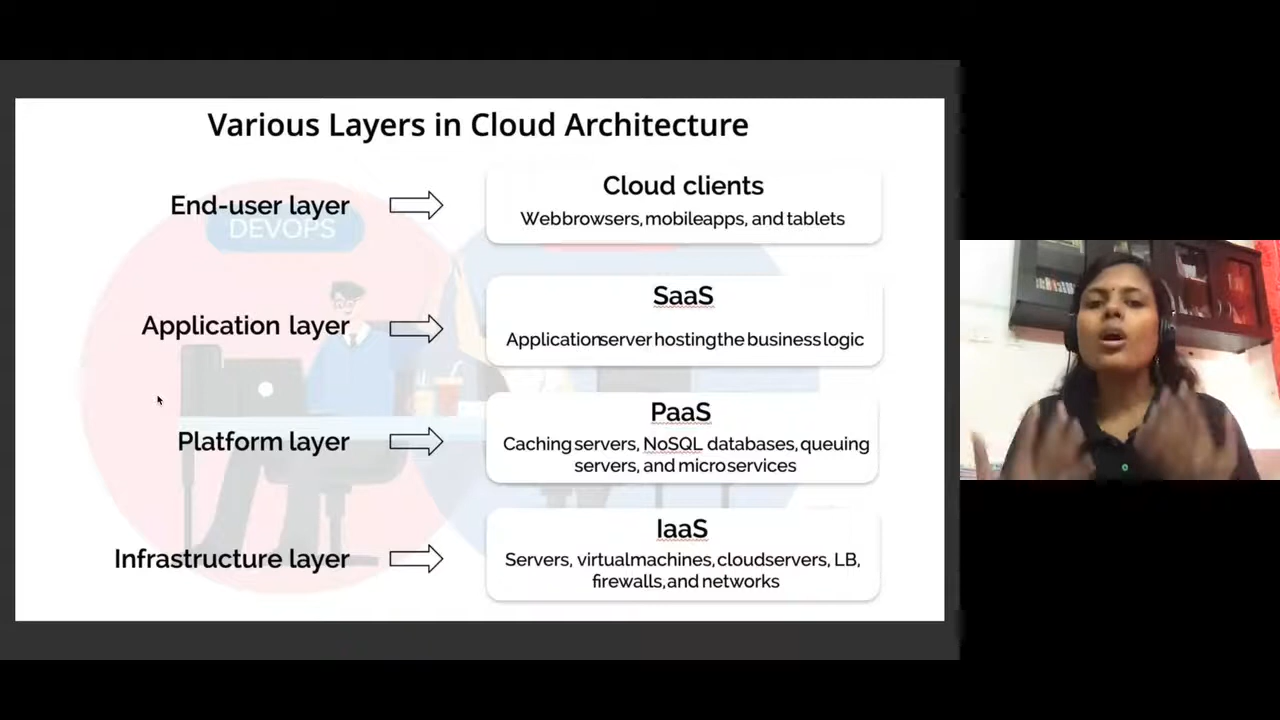 Various Layers in Cloud Architecture
End-user layer
Cloud clients
Webbrowsers, mobileapps, and tablets
DEVOPS
Application layer
SaaS
Applicationserver hostingthe business logic
Platform layer
PaaS
Caching servers, NoSQL databases, queuing
servers, and microservices
Infrastructure layer
IaaS
Servers, virtualmachines, cloudservers, LB,
firewalls, and networks